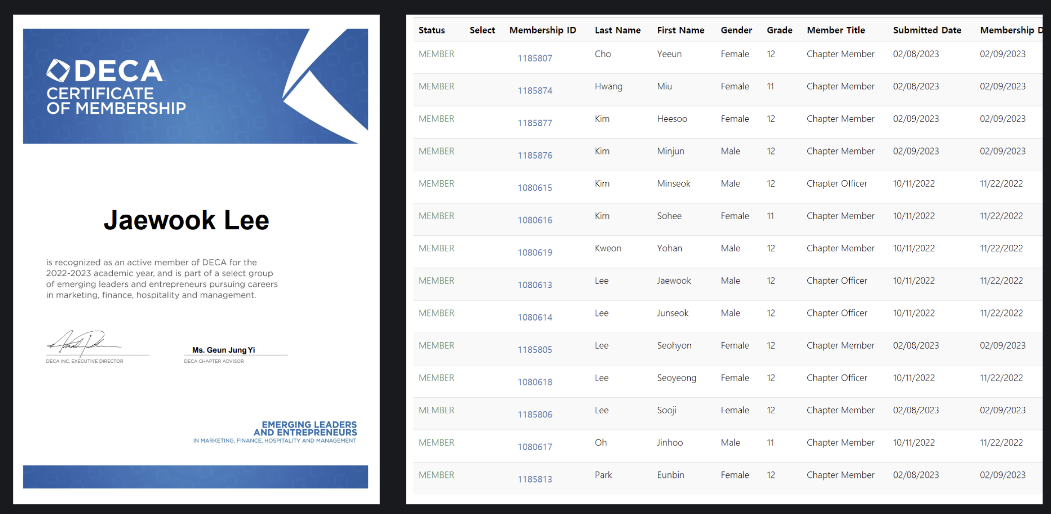 DECA
CERTIFICATE
OF MEMBERSHIP
Jaewook Lee
is recognized as an active member of DECA for the
2022-2023 academic year, and is part of a select group
of emerging leaders and entrepreneurs pursuing careers
in marketing, finance, hospitality and management.
Ms. Geun Jung Yi
DECA INC. EXECUTIVE DIRECTOR DECA CHAPTER ADVISOR
EMERGING LEADERS
AND ENTREPRENEURS
IN MARKETING, FINANCE, HOSPITALITY AND MANAGEMENT
Status Select Membership ID Last Name First Name Gender Grade Member Title Submitted Date Membership D
MEMBER 1185807 Cho Yeeun Female 12 Chapter Member 02/08/2023 02/09/2023
MEMBER 1185874 Hwang Miu Female 11 Chapter Member 02/08/2023 02/09/2023
MEMBER 1185877 Kim Heesoo Female 12 Chapter Member 02/09/2023 02/09/2023
MEMBER 1185876 Kim Minjun Male 12 Chapter Member 02/09/2023 02/09/2023
MEMBER 1080615 Kim Minseok Male 12 Chapter Officer 10/11/2022 11/22/2022
MEMBER 1080616 Kim Sohee Female 11 Chapter Member 10/11/2022 11/22/2022
MEMBER 1080619 Kweon Yohan Male 12 Chapter Member 10/11/2022 11/22/2022
MEMBER 1080613 Lee Jaewook Male 12 Chapter Officer 10/11/2022 11/22/2022
MEMBER 1080614 Lee Junseok Male 12 Chapter Member 10/11/2022 11/22/2022
MEMBER 1185805 Lee Seohyon Female 12 Chapter Member 02/08/2023 02/09/2023
MEMBER 1080618 Lee Seoyeong Female 12 Chapter Officer 10/11/2022 11/22/2022
MEMBER 1185806 Lee Sooji Female 12 Chapter Member 02/08/2023 02/09/2023
MEMBER 1080617 Oh Jinhoo Male 11 Chapter Member 10/11/2022 11/22/2022
MEMBER 1185813 Park Eunbin Female 12 Chapter Member 02/08/2023 02/09/2023